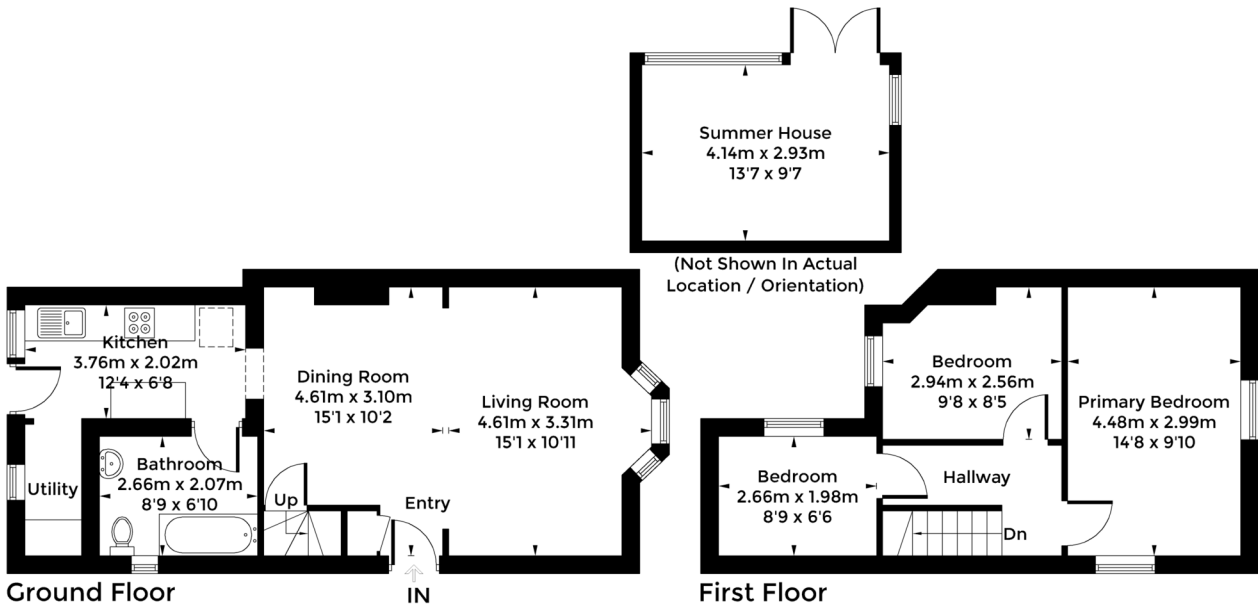 Summer House
4.14m x 2.93m
13'7 x 9'7
(Not Shown In Actual
Location / Orientation)
Kitchen
3.76m x 2.02m
12'4 x 6'8
Dining Room
4.61m x 3.10m
15'1 x 10'2
Living Room
4.61m x 3.31m
15'1 x 10'11
Bathroom
2.66m x 2.07m
8'9 x 6'10
Utility
Up
Entry
IN
Ground Floor
Bedroom
2.94m x 2.56m
9'8 x 8'5
Primary Bedroom
4.48m x 2.99m
14'8 x 9'10
Bedroom
2.66m x 1.98m
8'9 x 6'6
Hallway
Dn
First Floor